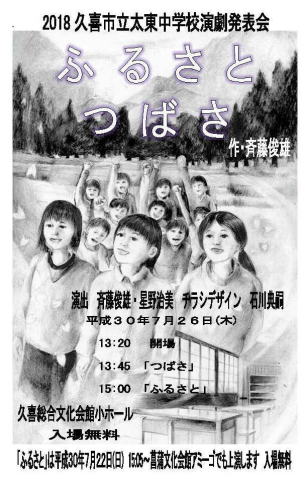 2018 久喜市立太東中学校演劇発表会
ふるさと
つばさ
作・斉藤俊雄
演出 斉藤俊雄・星野治美 チラシデザイン 石川典嗣
平成30年7月26日(木)
13:20 開場
13:45 「つばさ」
15:00 「ふるさと」
久喜総合文化会館小ホール
入場無料
「ふるさと」は平成30年7月22日(日) 15:05~菖蒲文化会館アミーゴでも上演します 入場無料